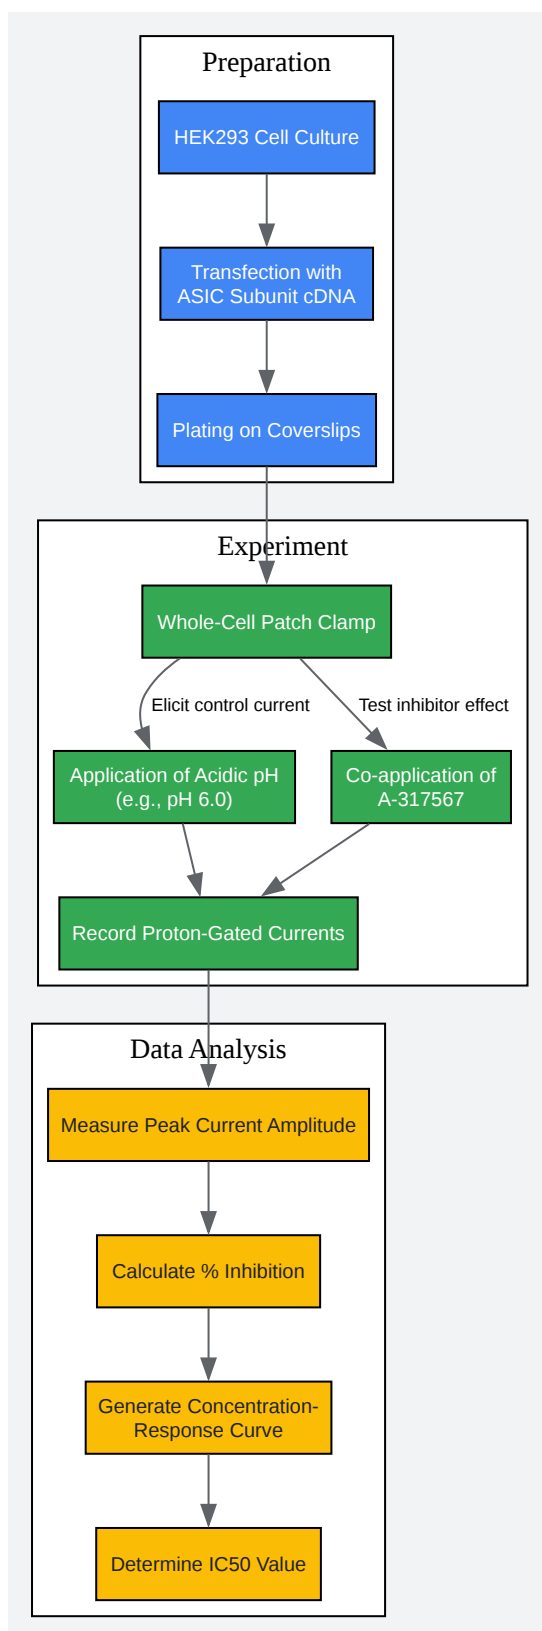 Preparation
HEK293 Cell Culture
Transfection with
ASIC Subunit cDNA
Plating on Coverslips
Experiment
Whole-Cell Patch Clamp
Elicit control current
Test inhibitor effect
Application of Acidic pH
(e.g., pH 6.0)
Co-application of
A-317567
Record Proton-Gated Currents
Data Analysis
Measure Peak Current Amplitude
Calculate % Inhibition
Generate Concentration-
Response Curve
Determine IC50 Value